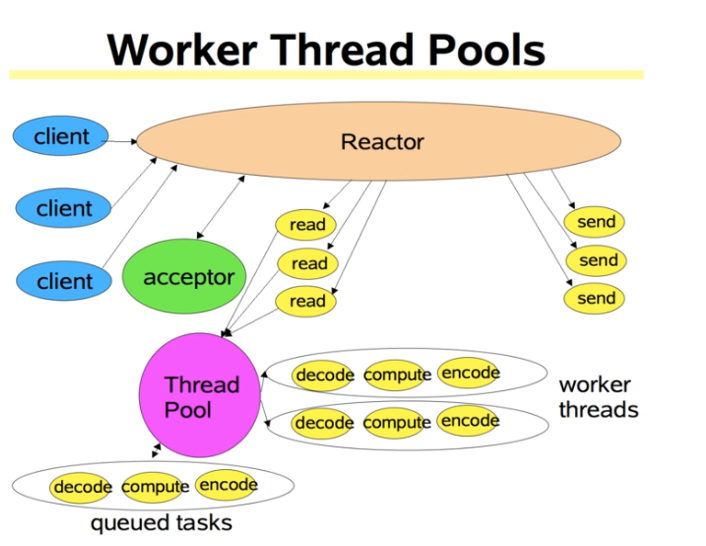 Worker Thread Pools
client
Reactor
client
read
send
client
acceptor
read
send
read
send
Thread
Pool
decode compute encode
worker
threads
decode compute encode
decode compute encode
queued tasks